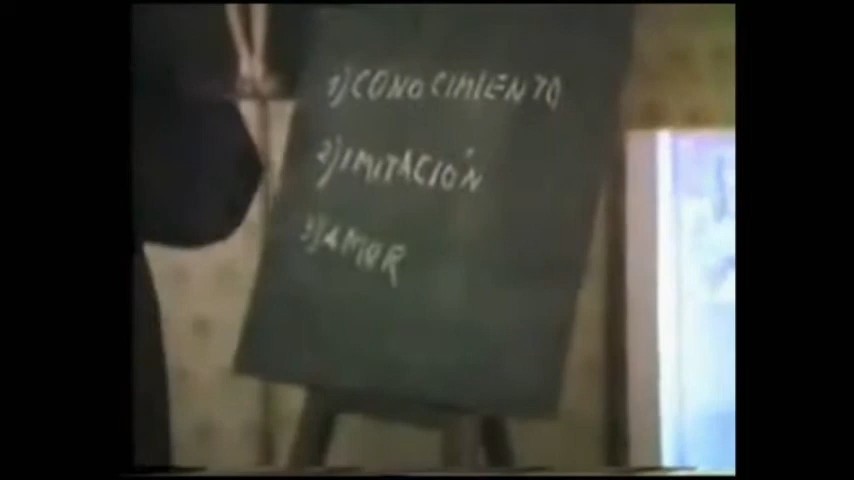 1) CONOCIMIENTO
2) IMITACIÓN
3) AMOR